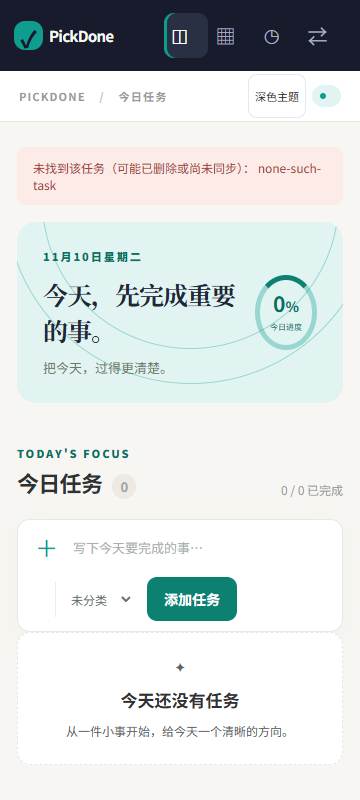 PickDone
PICKDONE / 今日任务
深色主题
未找到该任务（可能已删除或尚未同步）： none-such-
task
11月10日星期二
今天，先完成重要
的事。
把今天，过得更清楚。
0%
今日进度
TODAY'S FOCUS
今日任务 0
0 / 0 已完成
写下今天要完成的事…
未分类
添加任务
今天还没有任务
从一件小事开始，给今天一个清晰的方向。